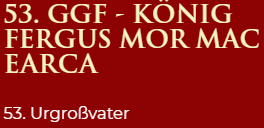 53. GGF - KÖNIG
FERGUS MOR MAC
EARCA
53. Urgroßvater